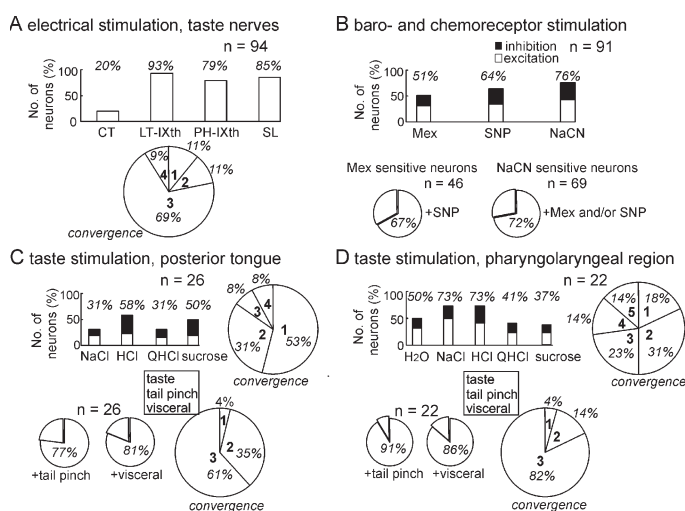 A electrical stimulation, taste nerves
n = 94
20% 93% 79% 85%
No. of neurons (%)
100
50
0
CT LT-IXth PH-IXth SL
9% 11% 11%
4 1 2 3
69%
convergence
B baro- and chemoreceptor stimulation
inhibition n = 91
excitation
51% 64% 76%
No. of neurons (%)
100
50
0
Mex SNP NaCN
Mex sensitive neurons
n = 46
67% +SNP
NaCN sensitive neurons
n = 69
72% +Mex and/or SNP
C taste stimulation, posterior tongue
n = 26
31% 58% 31% 50%
No. of neurons (%)
100
50
0
NaCl HCl QHCl sucrose
8% 8%
3 4 2 1
31% 53%
convergence
taste
tail pinch
visceral
n = 26
77%
+tail pinch
81%
+visceral
4%
1 2 3
35%
61%
convergence
D taste stimulation, pharyngolaryngeal region
n = 22
50% 73% 73% 41% 37%
No. of neurons (%)
100
50
0
H2O NaCl HCl QHCl sucrose
14% 18%
14%
5 1 4 2 3
23% 31%
convergence
taste
tail pinch
visceral
n = 22
91%
+tail pinch
86%
+visceral
4%
14%
1 2 3
82%
convergence